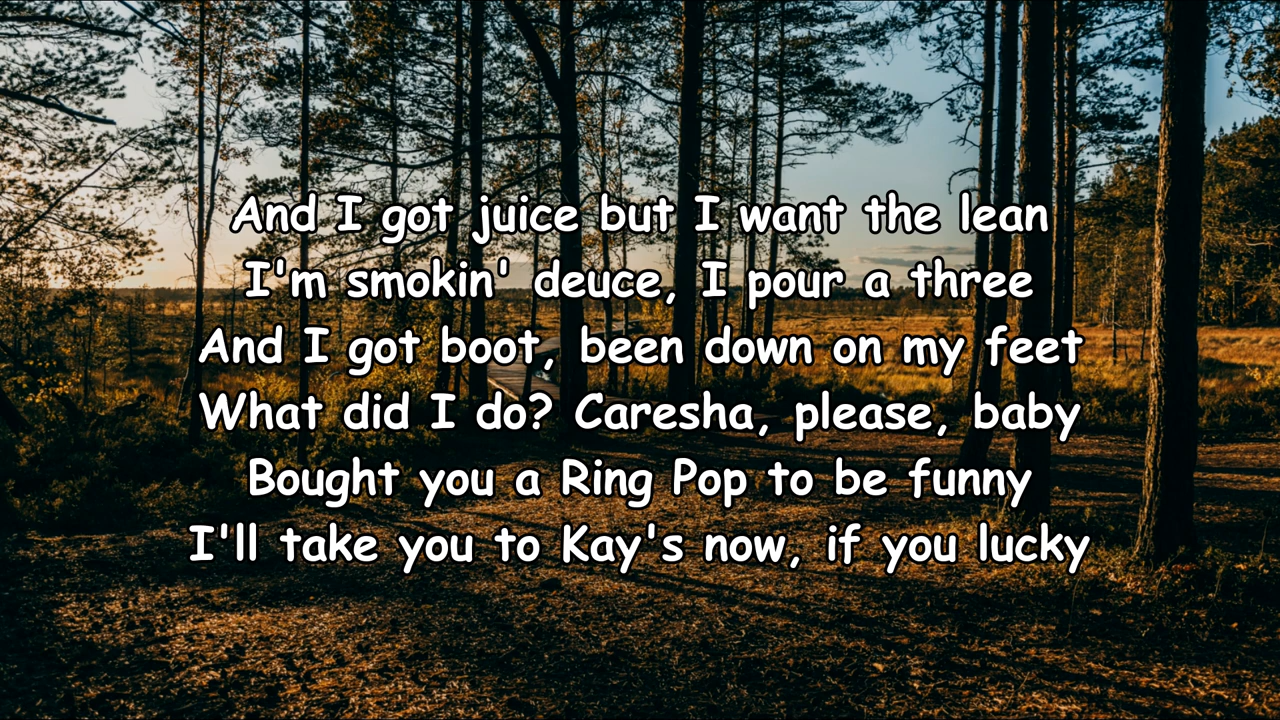 And I got juice but I want the lean
I'm smokin' deuce, I pour a three
And I got boot, been down on my feet
What did I do? Caresha, please, baby
Bought you a Ring Pop to be funny
I'll take you to Kay's now, if you lucky